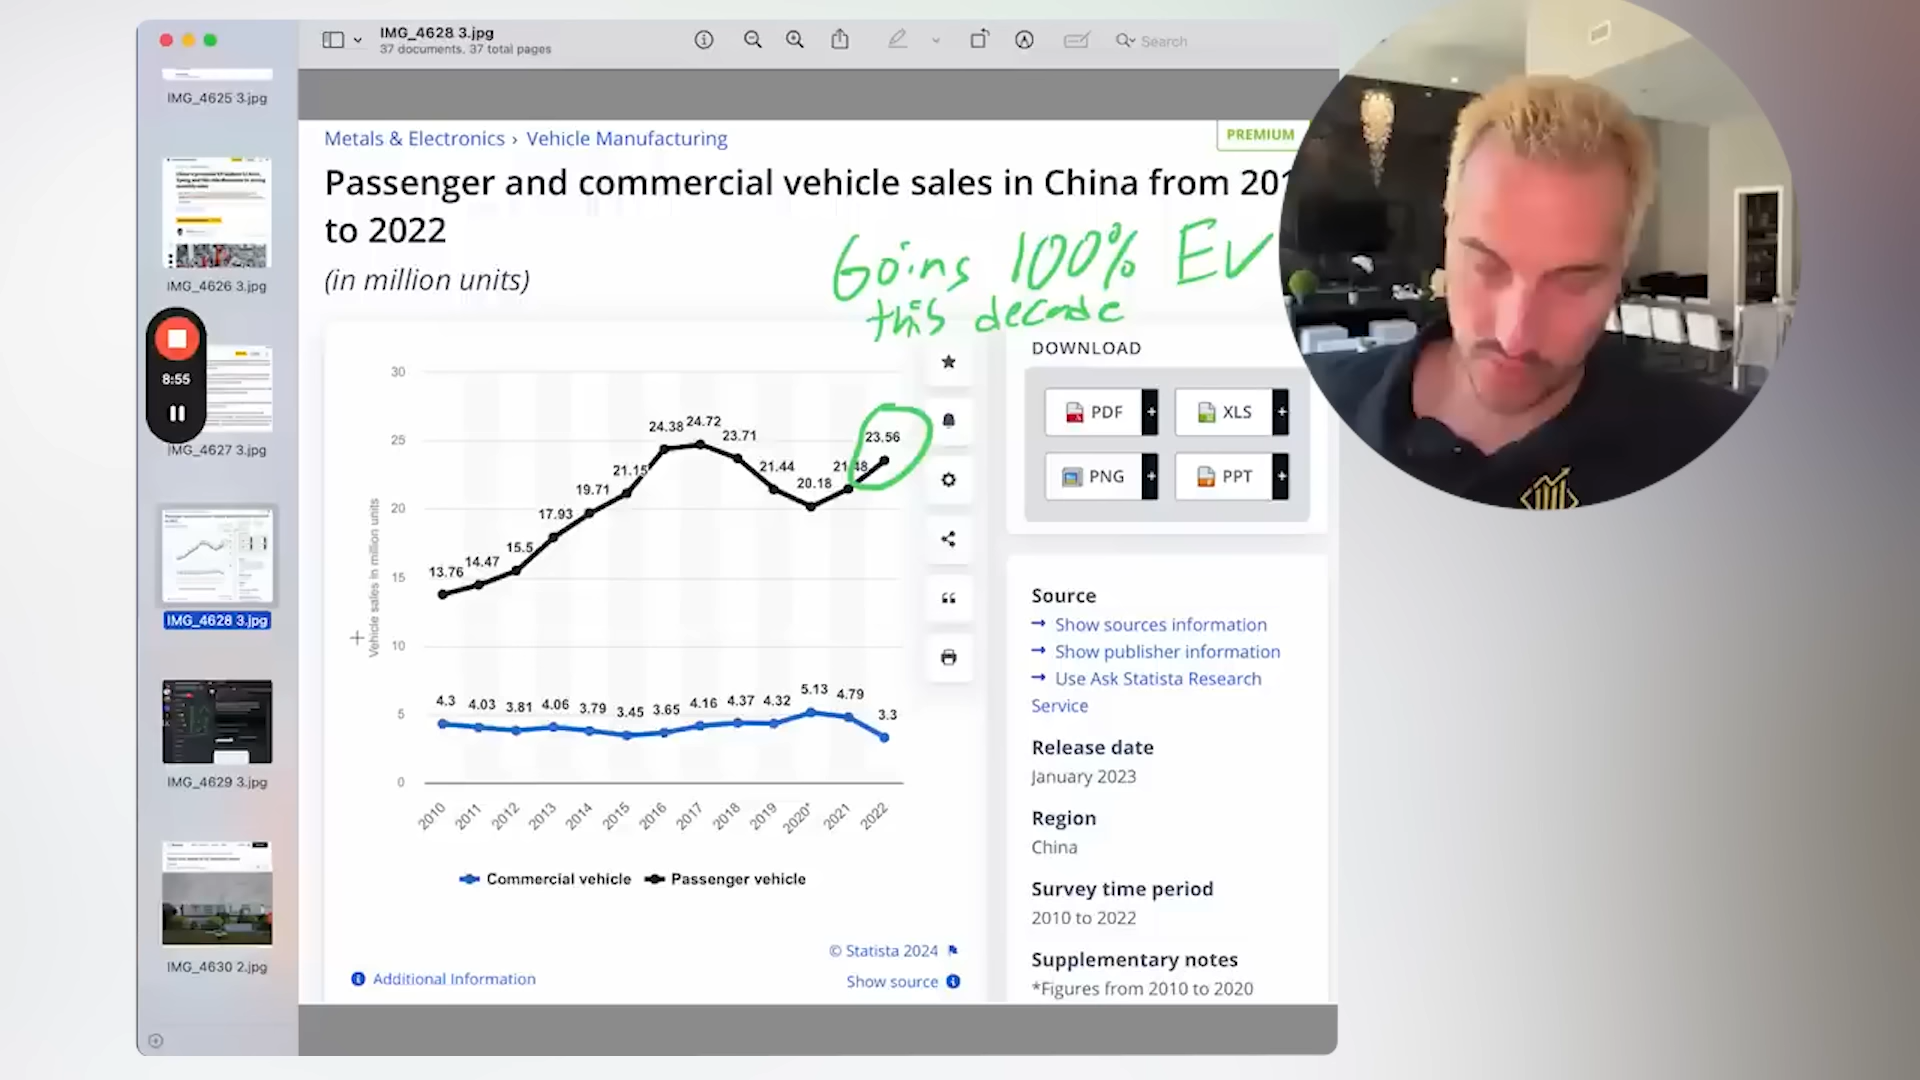 IMG_4628 3.jpg
37 documents, 37 total pages
Search
IMG_4625 3.jpg
IMG_4626 3.jpg
8:55
IMG_4627 3.jpg
IMG_4628 3.jpg
IMG_4629 3.jpg
IMG_4630 2.jpg
Metals & Electronics › Vehicle Manufacturing
PREMIUM
Passenger and commercial vehicle sales in China from 201
to 2022
(in million units)
Going 100% EV
this decade
Vehicle sales in million units
30
25
20
15
10
5
0
13.76 14.47 15.5 17.93 19.71 21.15 24.38 24.72 23.71 21.44 20.18 21.48 23.56
4.3 4.03 3.81 4.06 3.79 3.45 3.65 4.16 4.37 4.32 5.13 4.79 3.3
2010 2011 2012 2013 2014 2015 2016 2017 2018 2019 2020* 2021 2022
Commercial vehicle Passenger vehicle
© Statista 2024
Additional Information
Show source
DOWNLOAD
PDF + XLS +
PNG + PPT +
Source
→ Show sources information
→ Show publisher information
→ Use Ask Statista Research
Service
Release date
January 2023
Region
China
Survey time period
2010 to 2022
Supplementary notes
*Figures from 2010 to 2020